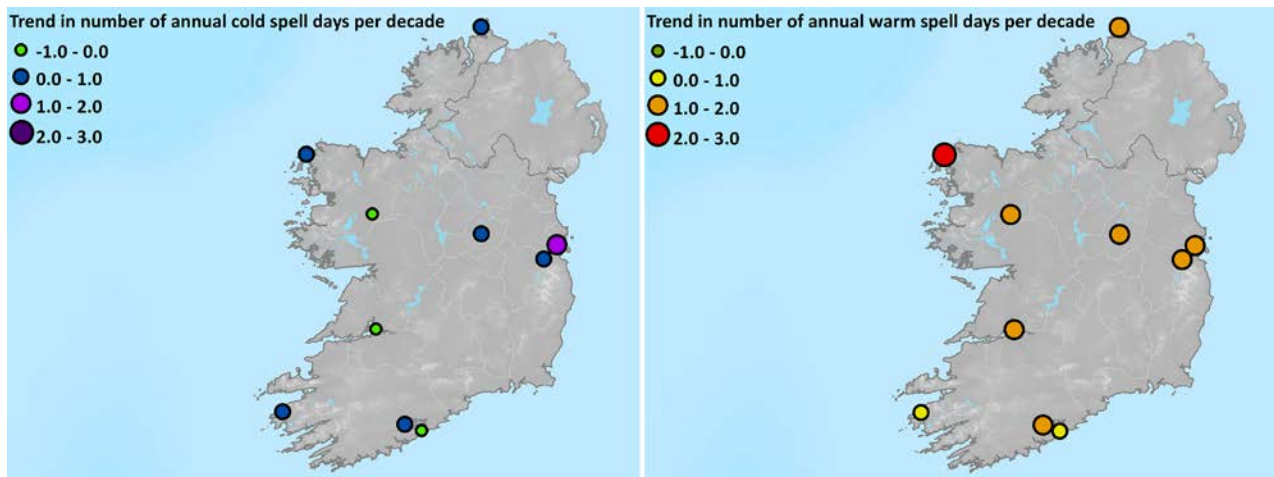 Trend in number of annual cold spell days per decade
-1.0 - 0.0
0.0 - 1.0
1.0 - 2.0
2.0 - 3.0
Trend in number of annual warm spell days per decade
-1.0 - 0.0
0.0 - 1.0
1.0 - 2.0
2.0 - 3.0